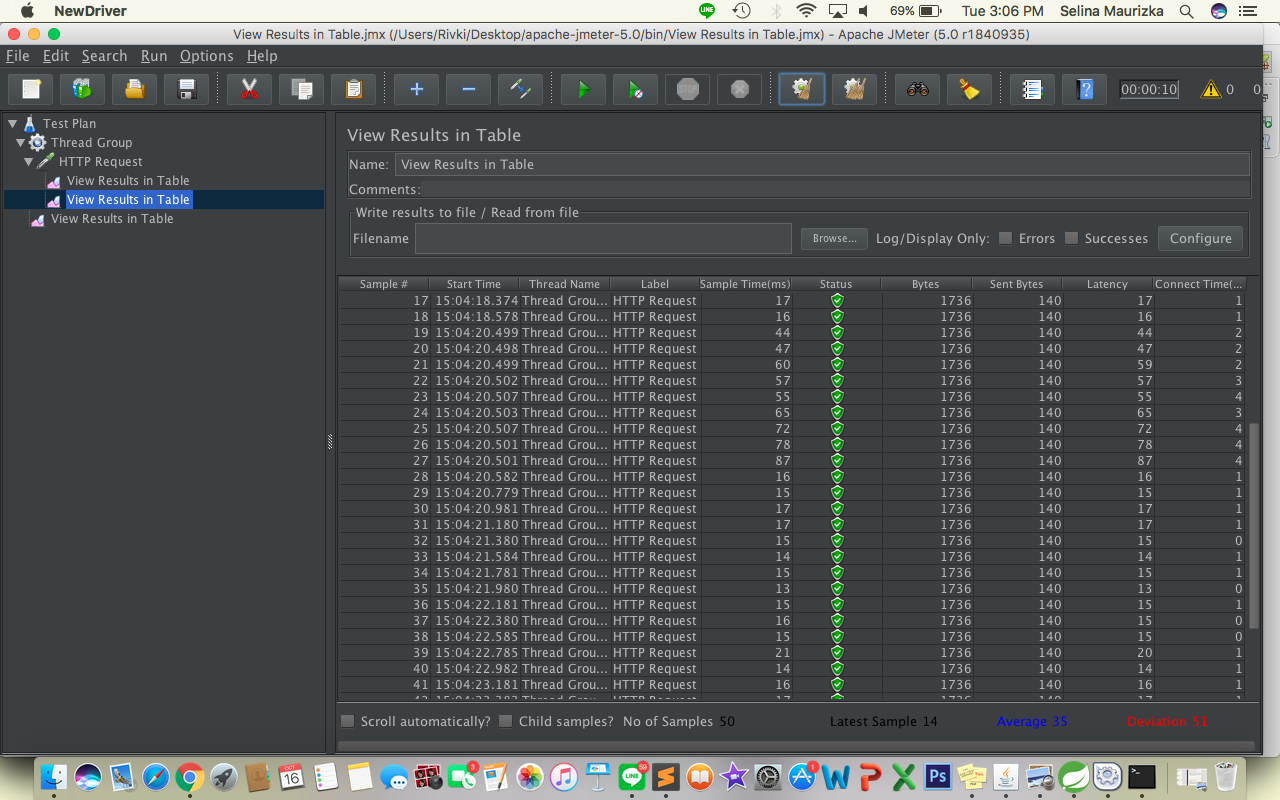 NewDriver 69% Tue 3:06 PM Selina Maurizka
View Results in Table.jmx (/Users/Rivki/Desktop/apache-jmeter-5.0/bin/View Results in Table.jmx) - Apache JMeter (5.0 r1840935)
File Edit Search Run Options Help
00:00:10 0 0
Test Plan
Thread Group
HTTP Request
View Results in Table
View Results in Table
View Results in Table
View Results in Table
Name: View Results in Table
Comments:
Write results to file / Read from file
Filename Browse... Log/Display Only: Errors Successes Configure
Sample # Start Time Thread Name Label Sample Time(ms) Status Bytes Sent Bytes Latency Connect Time(...
17 15:04:18.374 Thread Grou... HTTP Request 17 1736 140 17 1
18 15:04:18.578 Thread Grou... HTTP Request 16 1736 140 16 1
19 15:04:20.499 Thread Grou... HTTP Request 44 1736 140 44 2
20 15:04:20.498 Thread Grou... HTTP Request 47 1736 140 47 2
21 15:04:20.499 Thread Grou... HTTP Request 60 1736 140 59 2
22 15:04:20.502 Thread Grou... HTTP Request 57 1736 140 57 3
23 15:04:20.507 Thread Grou... HTTP Request 55 1736 140 55 4
24 15:04:20.503 Thread Grou... HTTP Request 65 1736 140 65 3
25 15:04:20.507 Thread Grou... HTTP Request 72 1736 140 72 4
26 15:04:20.501 Thread Grou... HTTP Request 78 1736 140 78 4
27 15:04:20.501 Thread Grou... HTTP Request 87 1736 140 87 4
28 15:04:20.582 Thread Grou... HTTP Request 16 1736 140 16 1
29 15:04:20.779 Thread Grou... HTTP Request 15 1736 140 15 1
30 15:04:20.981 Thread Grou... HTTP Request 17 1736 140 17 1
31 15:04:21.180 Thread Grou... HTTP Request 17 1736 140 17 1
32 15:04:21.380 Thread Grou... HTTP Request 15 1736 140 15 0
33 15:04:21.584 Thread Grou... HTTP Request 14 1736 140 14 1
34 15:04:21.781 Thread Grou... HTTP Request 15 1736 140 15 1
35 15:04:21.980 Thread Grou... HTTP Request 13 1736 140 13 0
36 15:04:22.181 Thread Grou... HTTP Request 15 1736 140 15 1
37 15:04:22.380 Thread Grou... HTTP Request 16 1736 140 15 0
38 15:04:22.585 Thread Grou... HTTP Request 15 1736 140 15 0
39 15:04:22.785 Thread Grou... HTTP Request 21 1736 140 20 1
40 15:04:22.982 Thread Grou... HTTP Request 14 1736 140 14 1
41 15:04:23.181 Thread Grou... HTTP Request 16 1736 140 16 1
Scroll automatically? Child samples? No of Samples 50 Latest Sample 14 Average 35 Deviation 51
OCT 16 3 59 1 W P X Ps